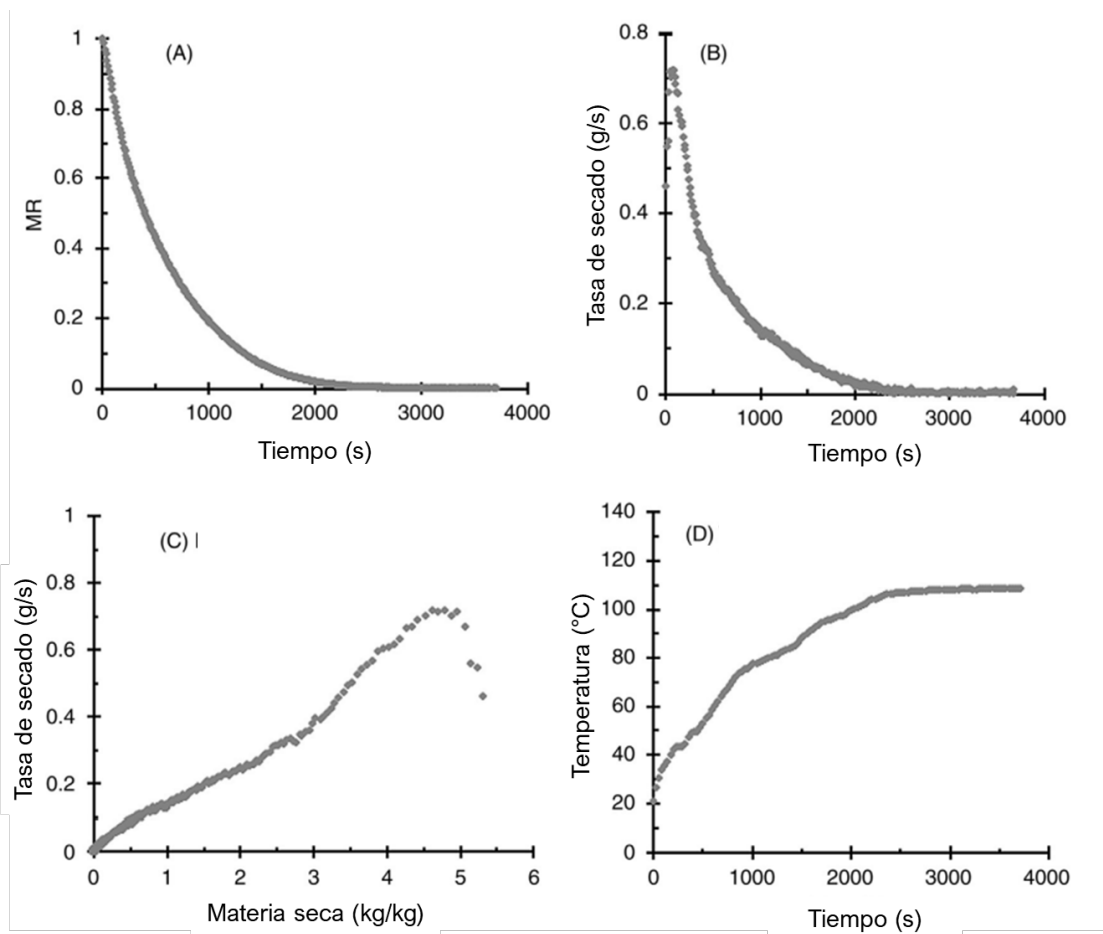 (A)
MR
1
0.8
0.6
0.4
0.2
0
0 1000 2000 3000 4000
Tiempo (s)
(B)
Tasa de secado (g/s)
0.8
0.6
0.4
0.2
0
0 1000 2000 3000 4000
Tiempo (s)
(C) |
Tasa de secado (g/s)
1
0.8
0.6
0.4
0.2
0
0 1 2 3 4 5 6
Materia seca (kg/kg)
(D)
Temperatura (°C)
140
120
100
80
60
40
20
0
0 1000 2000 3000 4000
Tiempo (s)